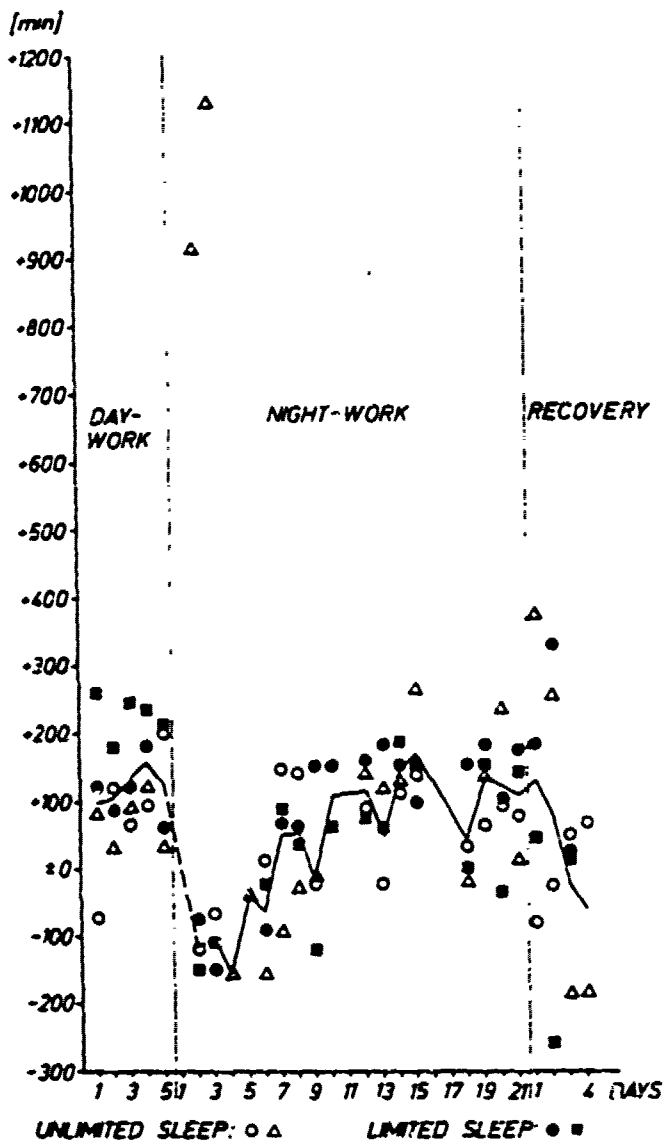 [min]
+1200
+1100
+1000
+900
+800
+700
+600
+500
+400
+300
+200
+100
±0
-100
-200
-300
DAY-
WORK
NIGHT-WORK
RECOVERY
1 3 5 1 3 5 7 9 11 13 15 17 19 21 1 4 DAYS
UNLIMITED SLEEP: ○ △ LIMITED SLEEP ● ■